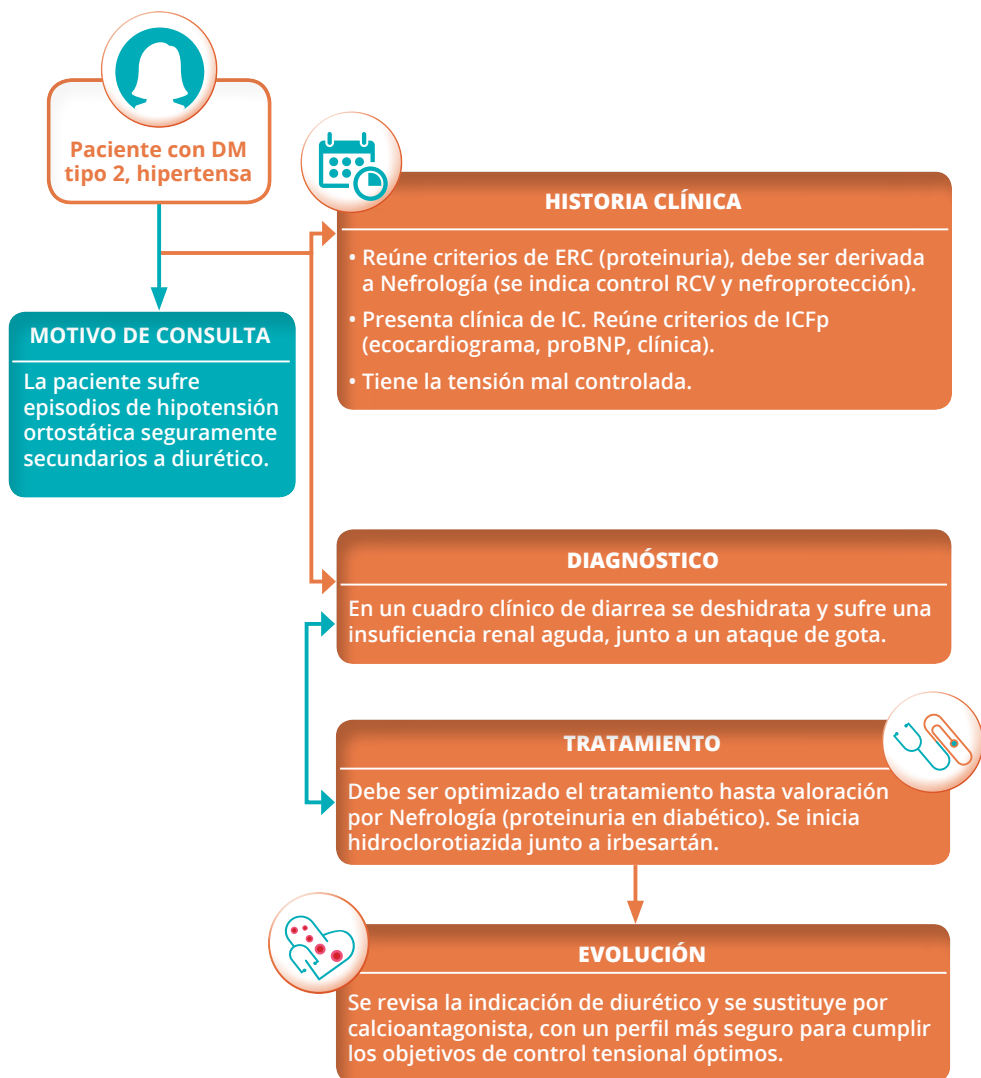 Paciente con DM
tipo 2, hipertensa
HISTORIA CLÍNICA
• Reúne criterios de ERC (proteinuria), debe ser derivada
a Nefrología (se indica control RCV y nefroprotección).
• Presenta clínica de IC. Reúne criterios de ICFp
(ecocardiograma, proBNP, clínica).
• Tiene la tensión mal controlada.
MOTIVO DE CONSULTA
La paciente sufre
episodios de hipotensión
ortostática seguramente
secundarios a diurético.
DIAGNÓSTICO
En un cuadro clínico de diarrea se deshidrata y sufre una
insuficiencia renal aguda, junto a un ataque de gota.
TRATAMIENTO
Debe ser optimizado el tratamiento hasta valoración
por Nefrología (proteinuria en diabético). Se inicia
hidroclorotiazida junto a irbesartán.
EVOLUCIÓN
Se revisa la indicación de diurético y se sustituye por
calcioantagonista, con un perfil más seguro para cumplir
los objetivos de control tensional óptimos.